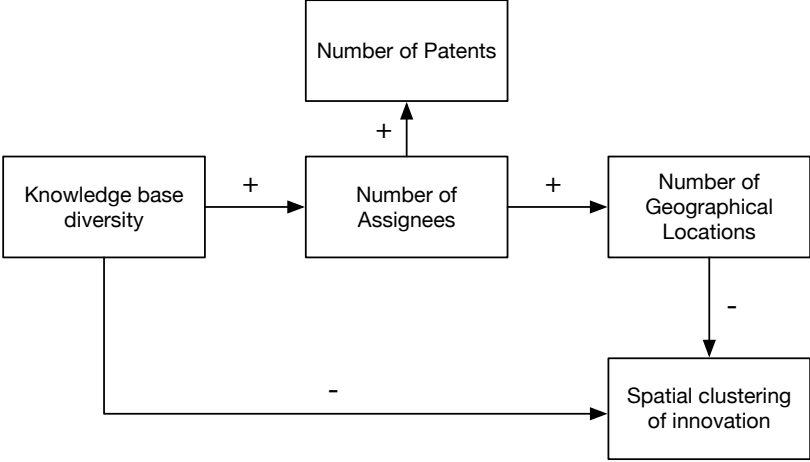 Number of Patents
+
Knowledge base
diversity
+
Number of
Assignees
+
Number of
Geographical
Locations
-
-
Spatial clustering
of innovation